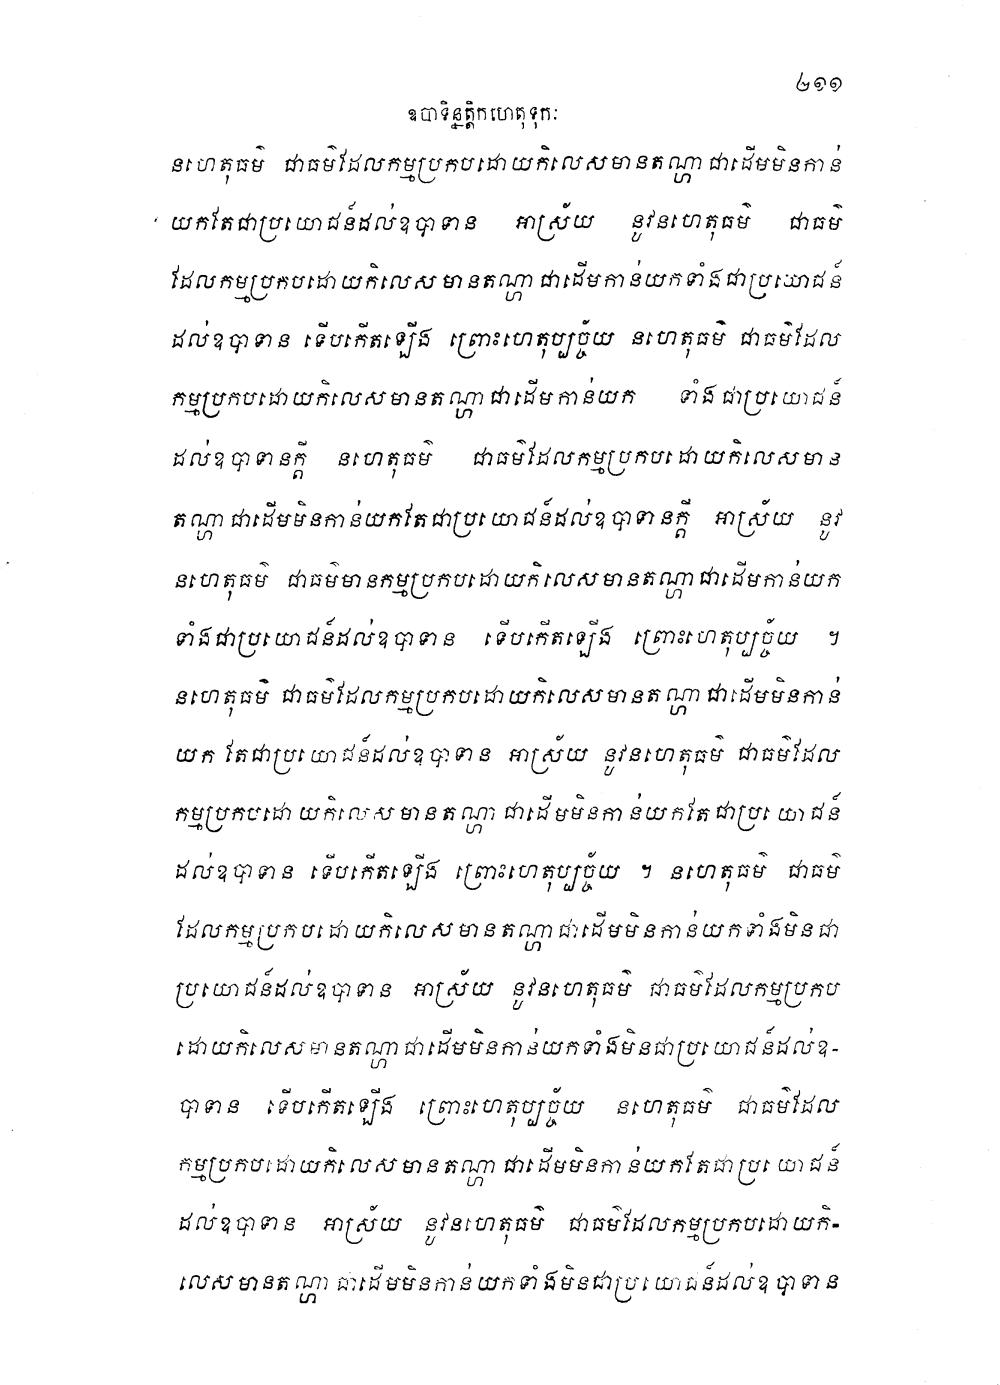 ២១១
ឧបាទិន្នត្តិកហេតុទុកៈ
នហេតុធម៌ ជាធម៌ដែលកម្មប្រកបដោយកិលេសមានតណ្ហាជាដើមមិនកាន់
យកតែជាប្រយោជន៍ដល់ឧបាទាន អាស្រ័យ នូវនហេតុធម៌ ជាធម៌
ដែលកម្មប្រកបដោយកិលេសមានតណ្ហាជាដើមកាន់យកទាំងជាប្រយោជន៍
ដល់ឧបាទាន ទើបកើតឡើង ព្រោះហេតុប្បច្ច័យ នហេតុធម៌ ជាធម៌ដែល
កម្មប្រកបដោយកិលេសមានតណ្ហាជាដើមកាន់យក ទាំងជាប្រយោជន៍
ដល់ឧបាទានក្តី នហេតុធម៌ ជាធម៌ដែលកម្មប្រកបដោយកិលេសមាន
តណ្ហាជាដើមមិនកាន់យកតែជាប្រយោជន៍ដល់ឧបាទានក្តី អាស្រ័យ នូវ
នហេតុធម៌ ជាធម៌មានកម្មប្រកបដោយកិលេសមានតណ្ហាជាដើមកាន់យក
ទាំងជាប្រយោជន៍ដល់ឧបាទាន ទើបកើតឡើង ព្រោះហេតុប្បច្ច័យ ។
នហេតុធម៌ ជាធម៌ដែលកម្មប្រកបដោយកិលេសមានតណ្ហាជាដើមមិនកាន់
យក តែជាប្រយោជន៍ដល់ឧបាទាន អាស្រ័យ នូវនហេតុធម៌ ជាធម៌ដែល
កម្មប្រកបដោយកិលេសមានតណ្ហាជាដើមមិនកាន់យកតែជាប្រយោជន៍
ដល់ឧបាទាន ទើបកើតឡើង ព្រោះហេតុប្បច្ច័យ ។ នហេតុធម៌ ជាធម៌
ដែលកម្មប្រកបដោយកិលេសមានតណ្ហាជាដើមមិនកាន់យកទាំងមិនជា
ប្រយោជន៍ដល់ឧបាទាន អាស្រ័យ នូវនហេតុធម៌ ជាធម៌ដែលកម្មប្រកប
ដោយកិលេសមានតណ្ហាជាដើមមិនកាន់យកទាំងមិនជាប្រយោជន៍ដល់ឧ-
បាទាន ទើបកើតឡើង ព្រោះហេតុប្បច្ច័យ នហេតុធម៌ ជាធម៌ដែល
កម្មប្រកបដោយកិលេសមានតណ្ហាជាដើមមិនកាន់យកតែជាប្រយោជន៍
ដល់ឧបាទាន អាស្រ័យ នូវនហេតុធម៌ ជាធម៌ដែលកម្មប្រកបដោយកិ-
លេសមានតណ្ហាជាដើមមិនកាន់យកទាំងមិនជាប្រយោជន៍ដល់ឧបាទាន